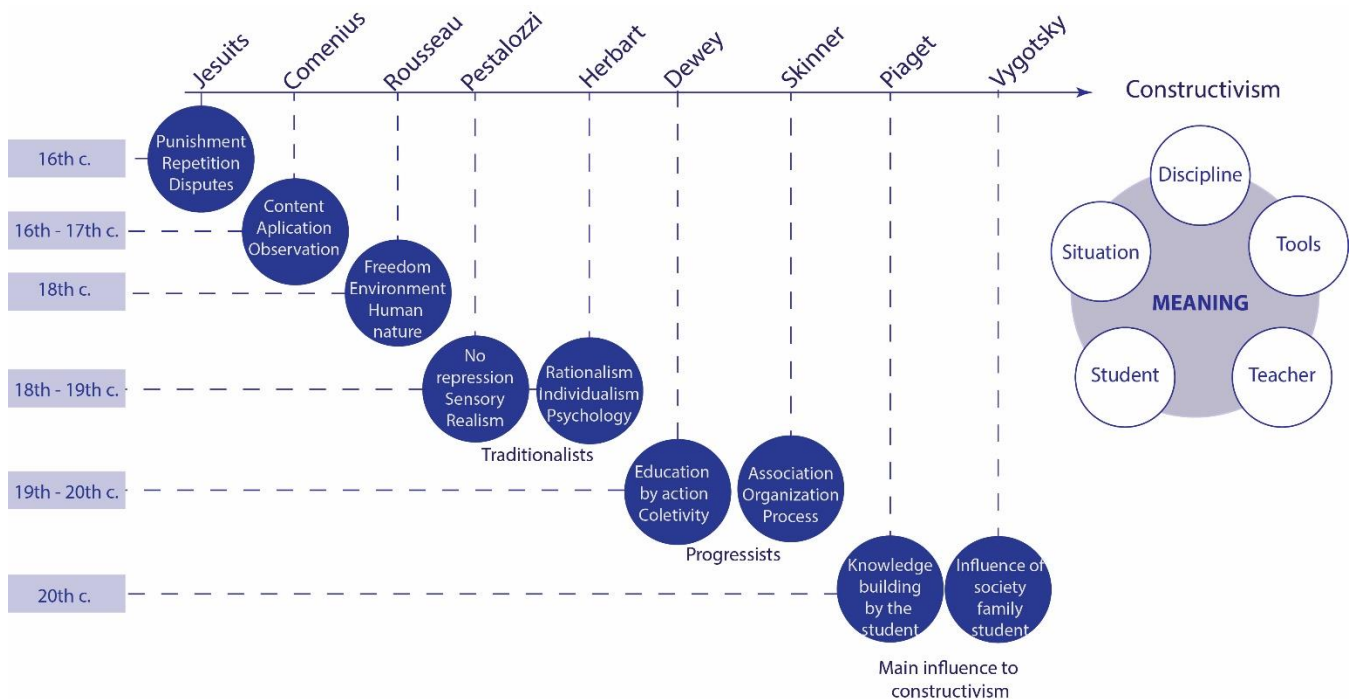 Jesuits
Comenius
Rousseau
Pestalozzi
Herbart
Dewey
Skinner
Piaget
Vygotsky
Constructivism
16th c.
Punishment
Repetition
Disputes
16th - 17th c.
Content
Aplication
Observation
18th c.
Freedom
Environment
Human
nature
18th - 19th c.
No
repression
Sensory
Realism
Rationalism
Individualism
Psychology
Traditionalists
19th - 20th c.
Education
by action
Coletivity
Association
Organization
Process
Progressists
20th c.
Knowledge
building
by the
student
Influence of
society
family
student
Main influence to
constructivism
Discipline
Situation
Tools
MEANING
Student
Teacher